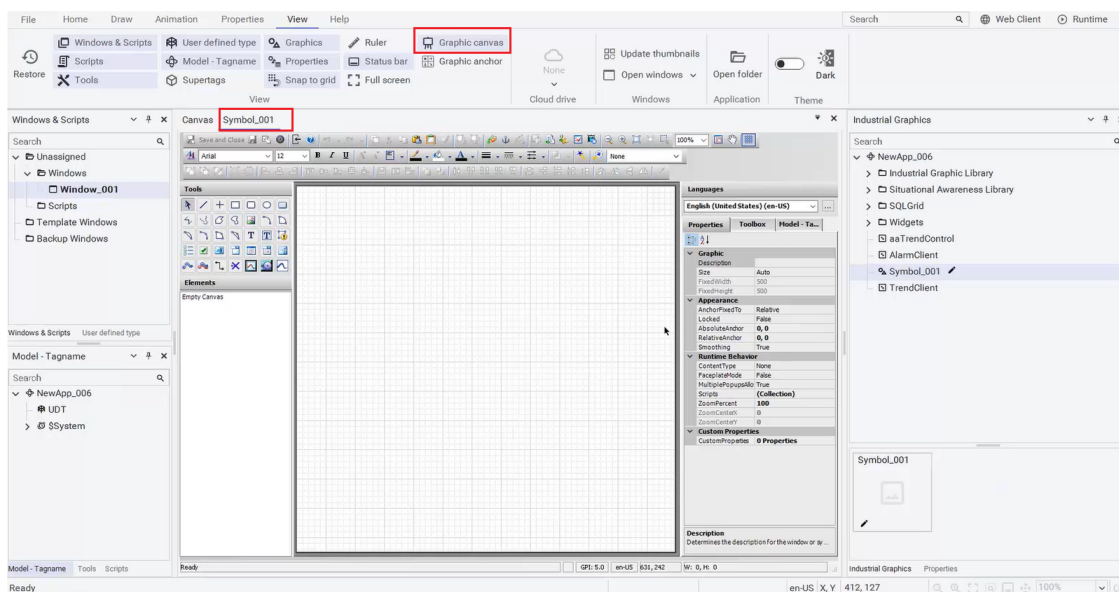 File Home Draw Animation Properties View Help Search Web Client Runtime
Windows & Scripts User defined type Graphics Ruler Graphic canvas
Restore Scripts Model - Tagname Properties Status bar Graphic anchor
Tools Supertags Snap to grid Full screen
None Update thumbnails Open windows Open folder Dark
View Cloud drive Windows Application Theme
Windows & Scripts
Search
Unassigned
Windows
Window_001
Scripts
Template Windows
Backup Windows
Windows & Scripts User defined type
Model - Tagname
Search
NewApp_006
UDT
$System
Model - Tagname Tools Scripts
Canvas Symbol_001
Save and Close 100%
Arial 12 B I U None
Tools
Elements
Empty Canvas
Languages
English (United States) (en-US) ...
Properties Toolbox Model - Ta...
Graphic
Description
Size Auto
FixedWidth 500
FixedHeight 500
Appearance
AnchorFixedTo Relative
Locked False
AbsoluteAnchor 0, 0
RelativeAnchor 0, 0
Smoothing True
Runtime Behavior
ContentType None
FaceplateMode False
MultiplePopupsAllo True
Scripts (Collection)
ZoomPercent 100
ZoomCenterX 0
ZoomCenterY 0
Custom Properties
CustomProperties 0 Properties
Description
Determines the description for the window or sy...
Ready GPI: 5.0 en-US 631, 242 W: 0, H: 0
Industrial Graphics
Search
NewApp_006
Industrial Graphic Library
Situational Awareness Library
SQLGrid
Widgets
aaTrendControl
AlarmClient
Symbol_001
TrendClient
Symbol_001
Industrial Graphics Properties
Ready en-US X, Y 412, 127 100%